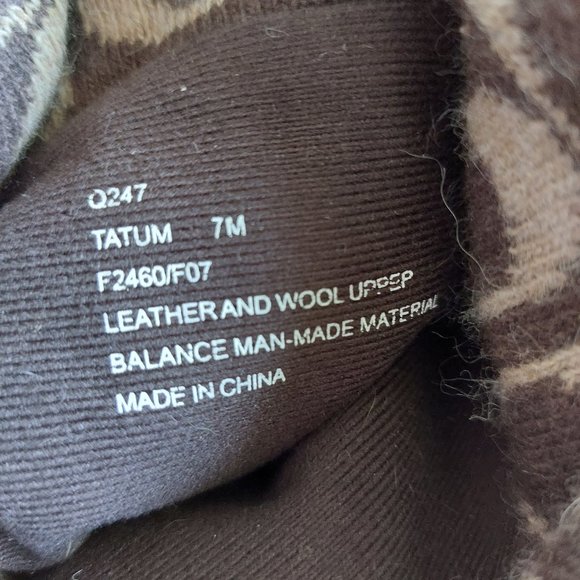 Q247
TATUM 7M
F2460/F07
LEATHER AND WOOL UPPER
BALANCE MAN-MADE MATERIAL
MADE IN CHINA